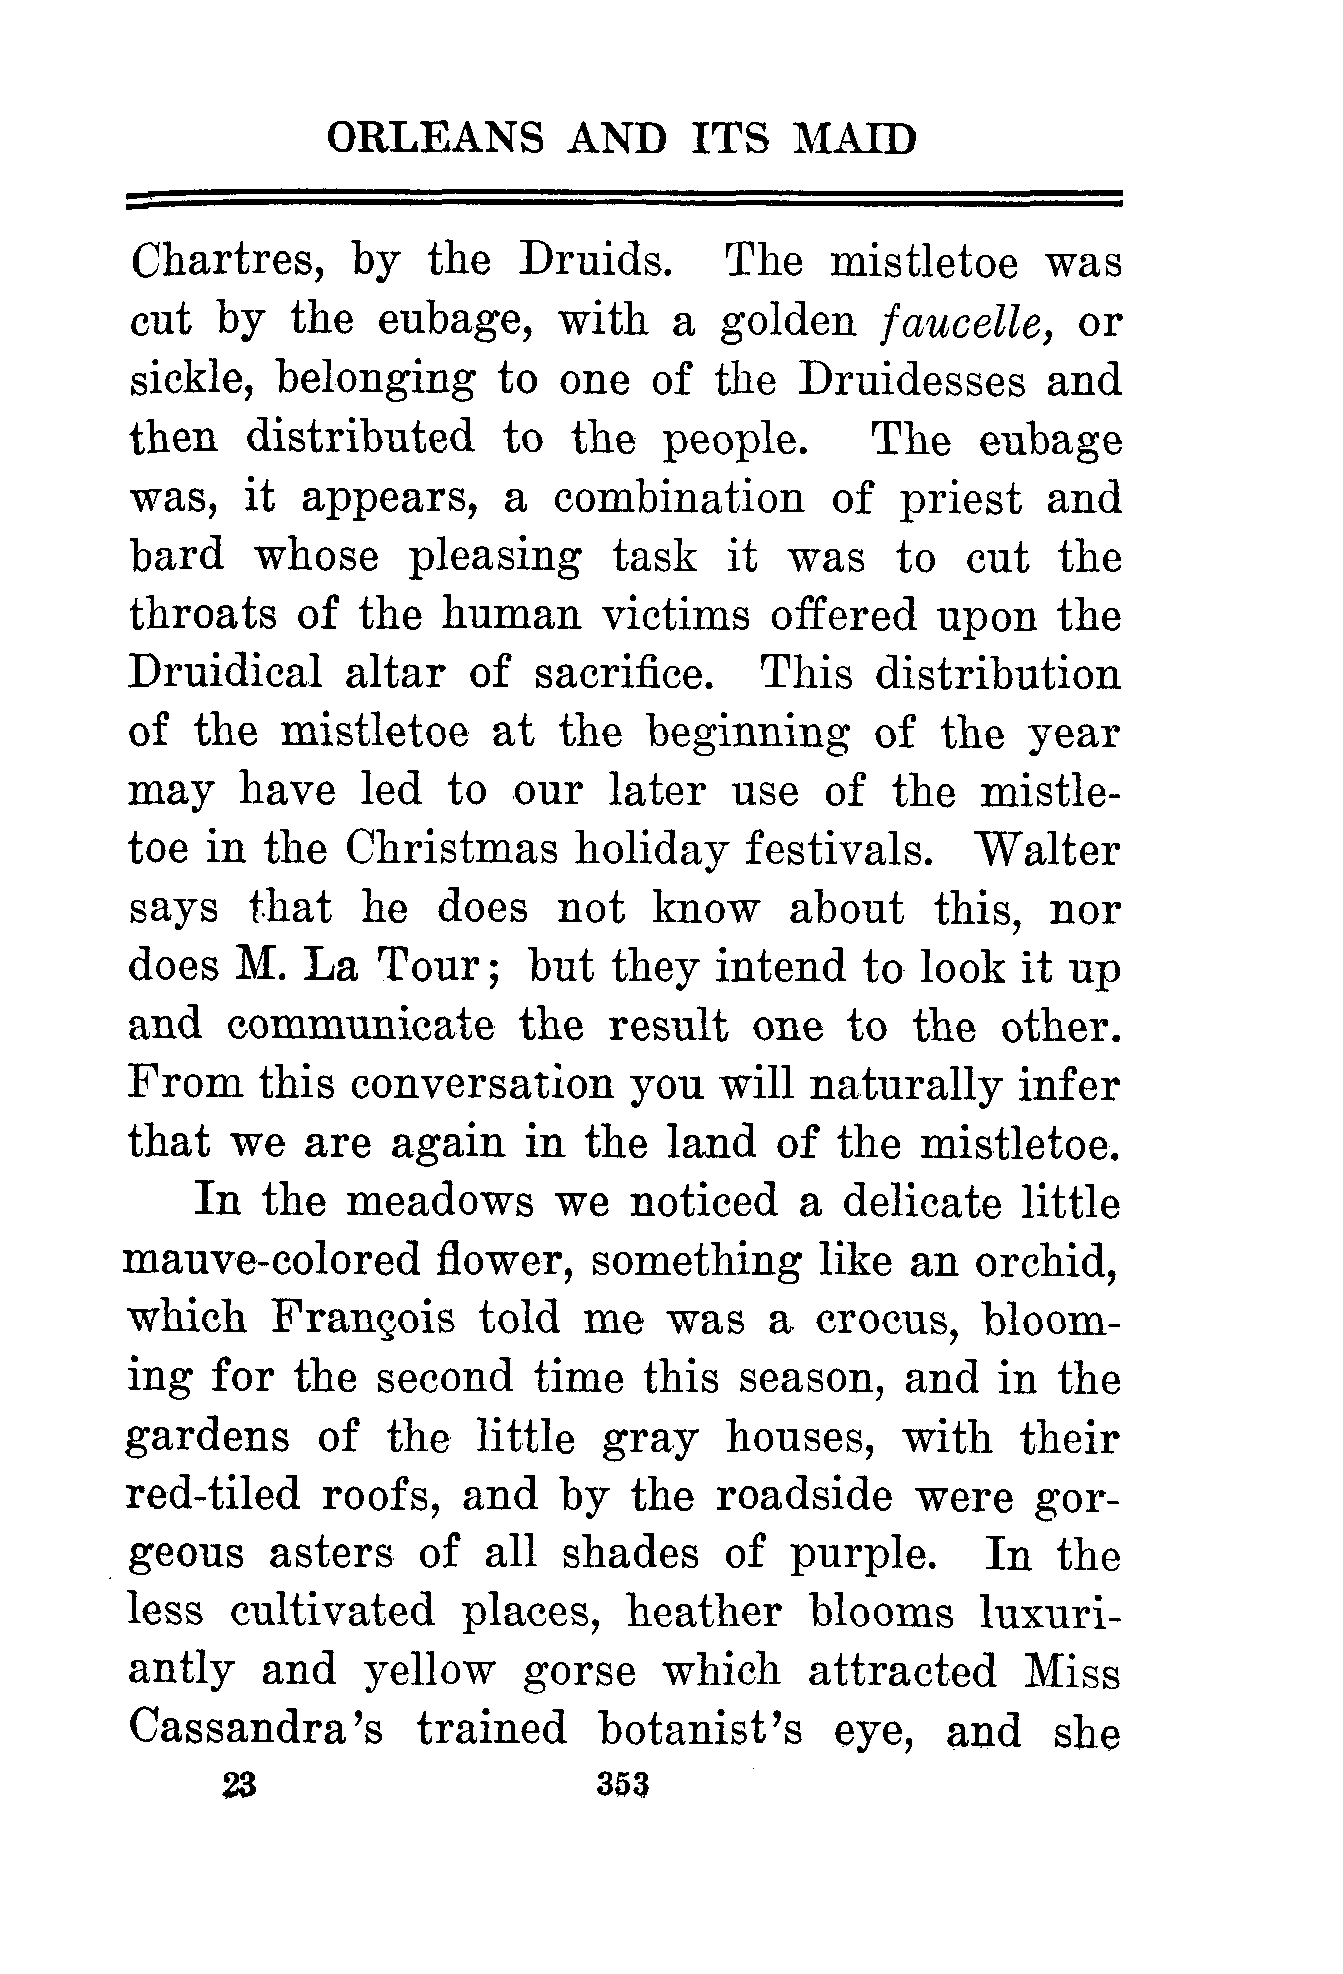 ORLEANS AND ITS MAID
Chartres, by the Druids. The mistletoe was
cut by the eubage, with a golden faucelle, or
sickle, belonging to one of the Druidesses and
then distributed to the people. The eubage
was, it appears, a combination of priest and
bard whose pleasing task it was to cut the
throats of the human victims offered upon the
Druidical altar of sacrifice. This distribution
of the mistletoe at the beginning of the year
may have led to our later use of the mistle-
toe in the Christmas holiday festivals. Walter
says that he does not know about this, nor
does M. La Tour; but they intend to look it up
and communicate the result one to the other.
From this conversation you will naturally infer
that we are again in the land of the mistletoe.
In the meadows we noticed a delicate little
mauve-colored flower, something like an orchid,
which François told me was a crocus, bloom-
ing for the second time this season, and in the
gardens of the little gray houses, with their
red-tiled roofs, and by the roadside were gor-
geous asters of all shades of purple. In the
less cultivated places, heather blooms luxuri-
antly and yellow gorse which attracted Miss
Cassandra's trained botanist's eye, and she
23 353